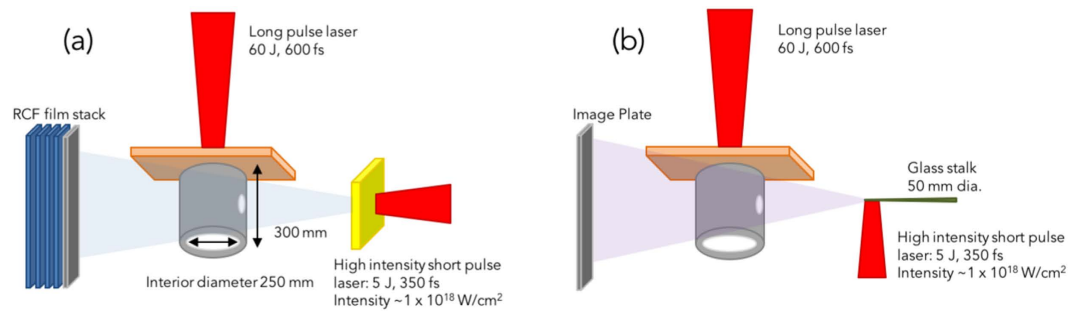 (a)
Long pulse laser
60 J, 600 fs
RCF film stack
300 mm
Interior diameter 250 mm
High intensity short pulse
laser: 5 J, 350 fs
Intensity ~1 x 10¹⁸ W/cm²
(b)
Long pulse laser
60 J, 600 fs
Image Plate
Glass stalk
50 mm dia.
High intensity short pulse
laser: 5 J, 350 fs
Intensity ~1 x 10¹⁸ W/cm²